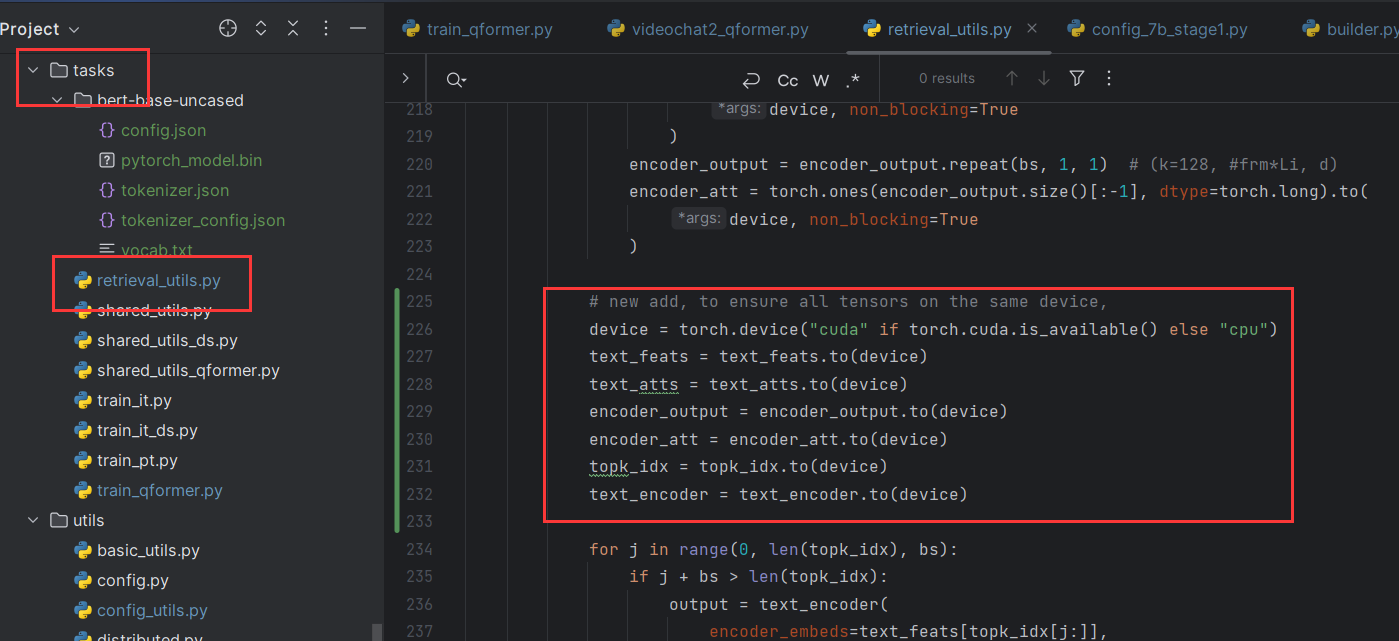 Project
train_qformer.py
videochat2_qformer.py
retrieval_utils.py
config_7b_stage1.py
builder.py
tasks
bert-base-uncased
config.json
pytorch_model.bin
tokenizer.json
tokenizer_config.json
vocab.txt
retrieval_utils.py
shared_utils.py
shared_utils_ds.py
shared_utils_qformer.py
train_it.py
train_it_ds.py
train_pt.py
train_qformer.py
utils
basic_utils.py
config.py
config_utils.py
distributed.py
Cc W .* 0 results
218 *args: device, non_blocking=True
219 )
220 encoder_output = encoder_output.repeat(bs, 1, 1) # (k=128, #frm*Li, d)
221 encoder_att = torch.ones(encoder_output.size()[:-1], dtype=torch.long).to(
222 *args: device, non_blocking=True
223 )
224
225 # new add, to ensure all tensors on the same device,
226 device = torch.device("cuda" if torch.cuda.is_available() else "cpu")
227 text_feats = text_feats.to(device)
228 text_atts = text_atts.to(device)
229 encoder_output = encoder_output.to(device)
230 encoder_att = encoder_att.to(device)
231 topk_idx = topk_idx.to(device)
232 text_encoder = text_encoder.to(device)
233
234 for j in range(0, len(topk_idx), bs):
235 if j + bs > len(topk_idx):
236 output = text_encoder(
237 encoder_embeds=text_feats[topk_idx[j:]],